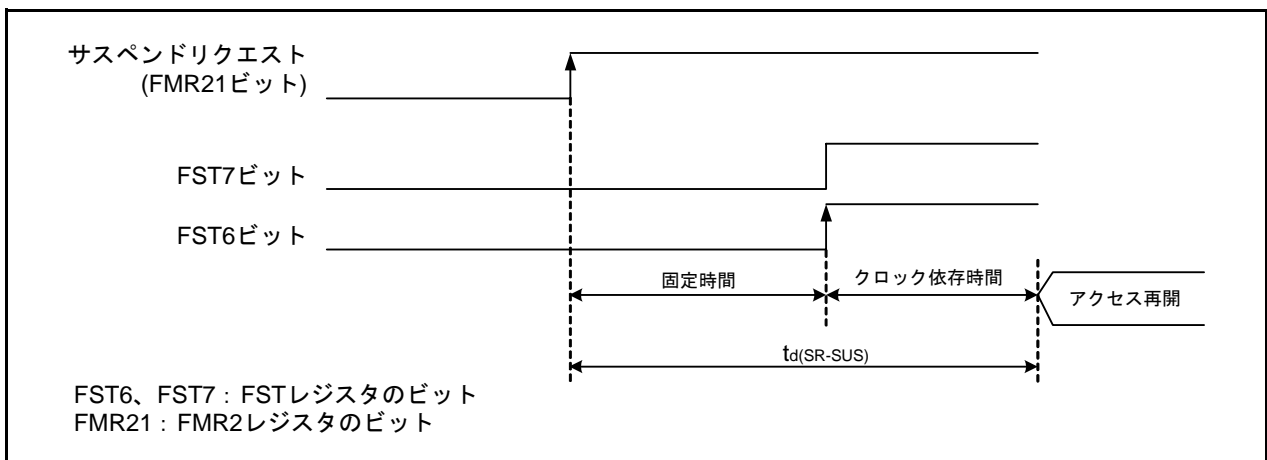 サスペンドリクエスト
(FMR21ビット)
FST7ビット
FST6ビット
固定時間
クロック依存時間
アクセス再開
td(SR-SUS)
FST6、FST7：FSTレジスタのビット
FMR21：FMR2レジスタのビット